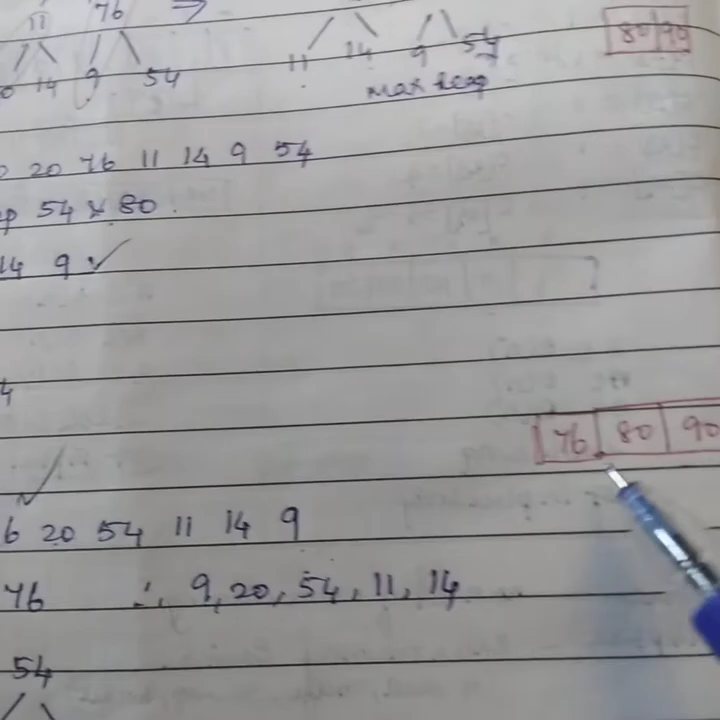 11 76 ⇒
14 9 54 11 14 9 54 80 90
max heap
20 76 11 14 9 54
54 × 80.
14 9 ✓
4
76 80 90
✓
6 20 54 11 14 9
76 ∴ 9, 20, 54, 11, 14
54